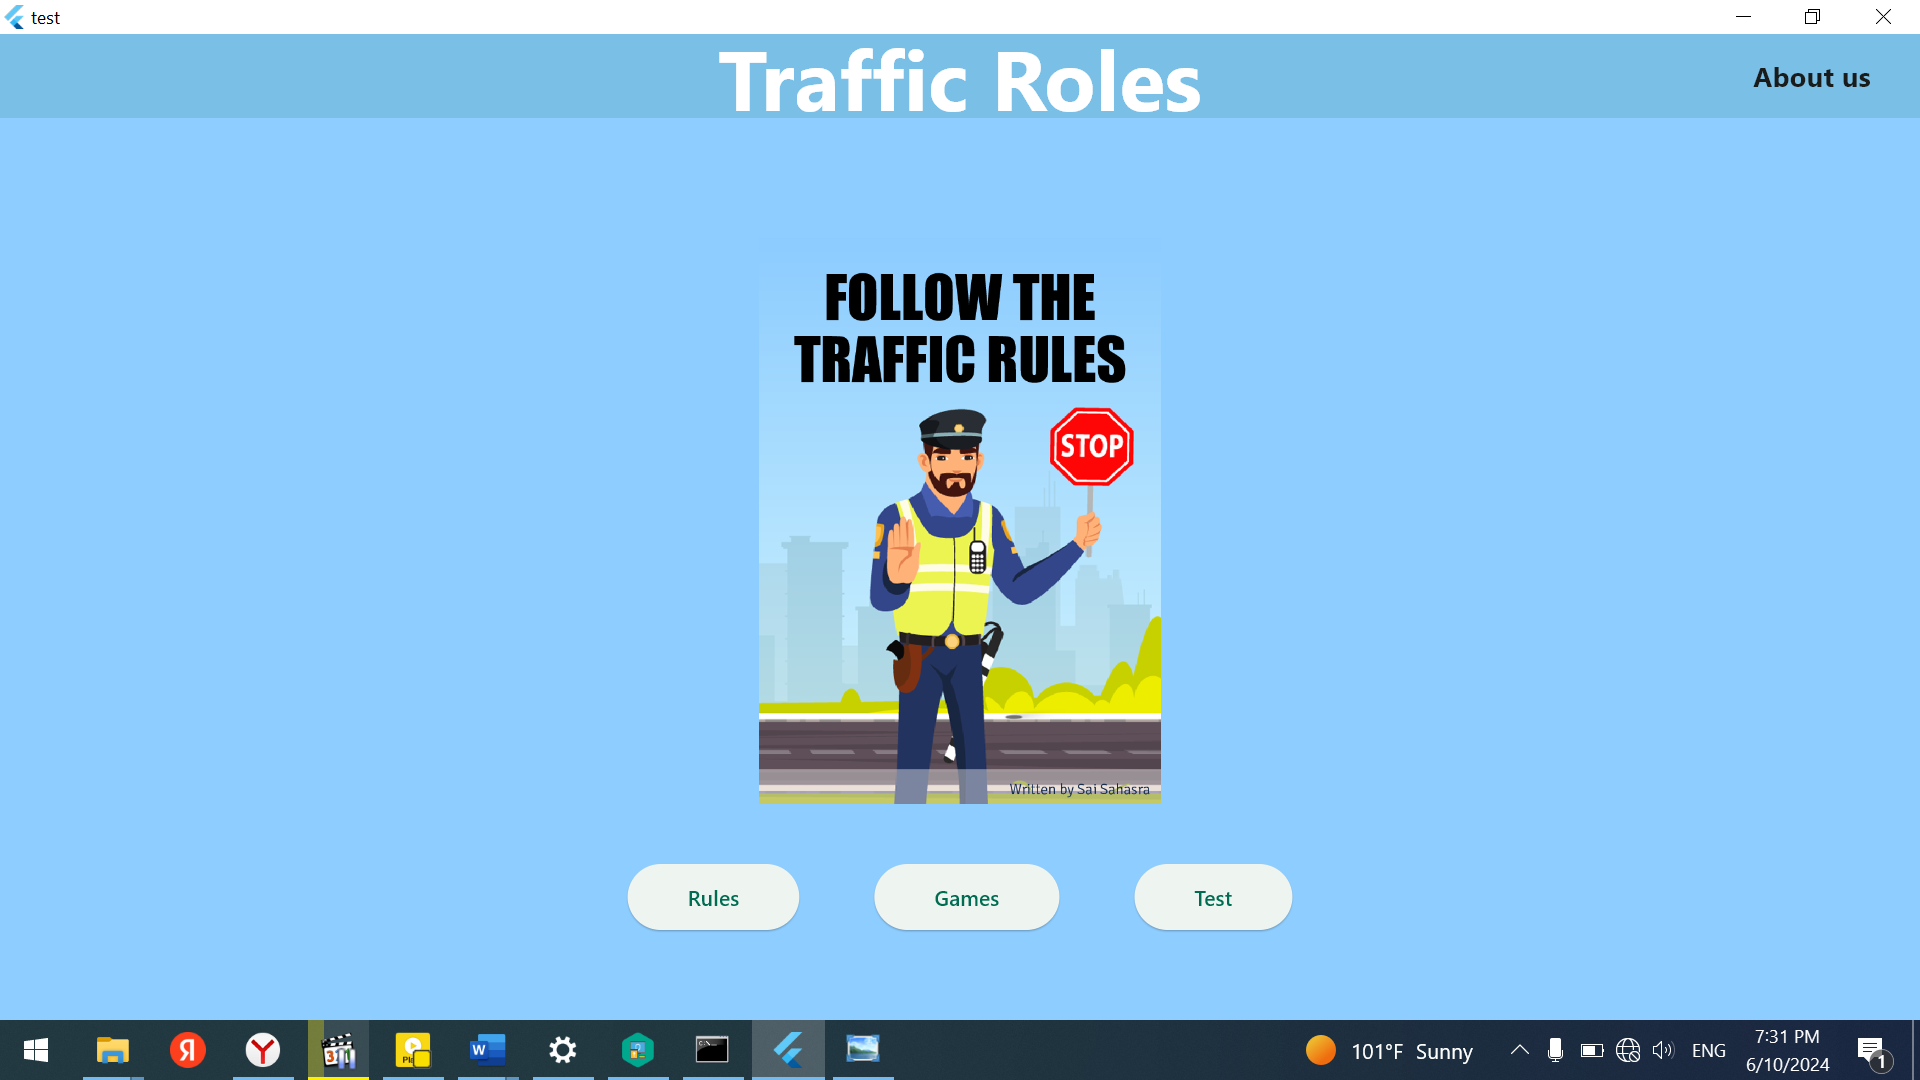 test
Traffic Roles
About us
FOLLOW THE
TRAFFIC RULES
STOP
Written by Sai Sahasra
Rules
Games
Test
101°F Sunny
ENG
7:31 PM
6/10/2024
1